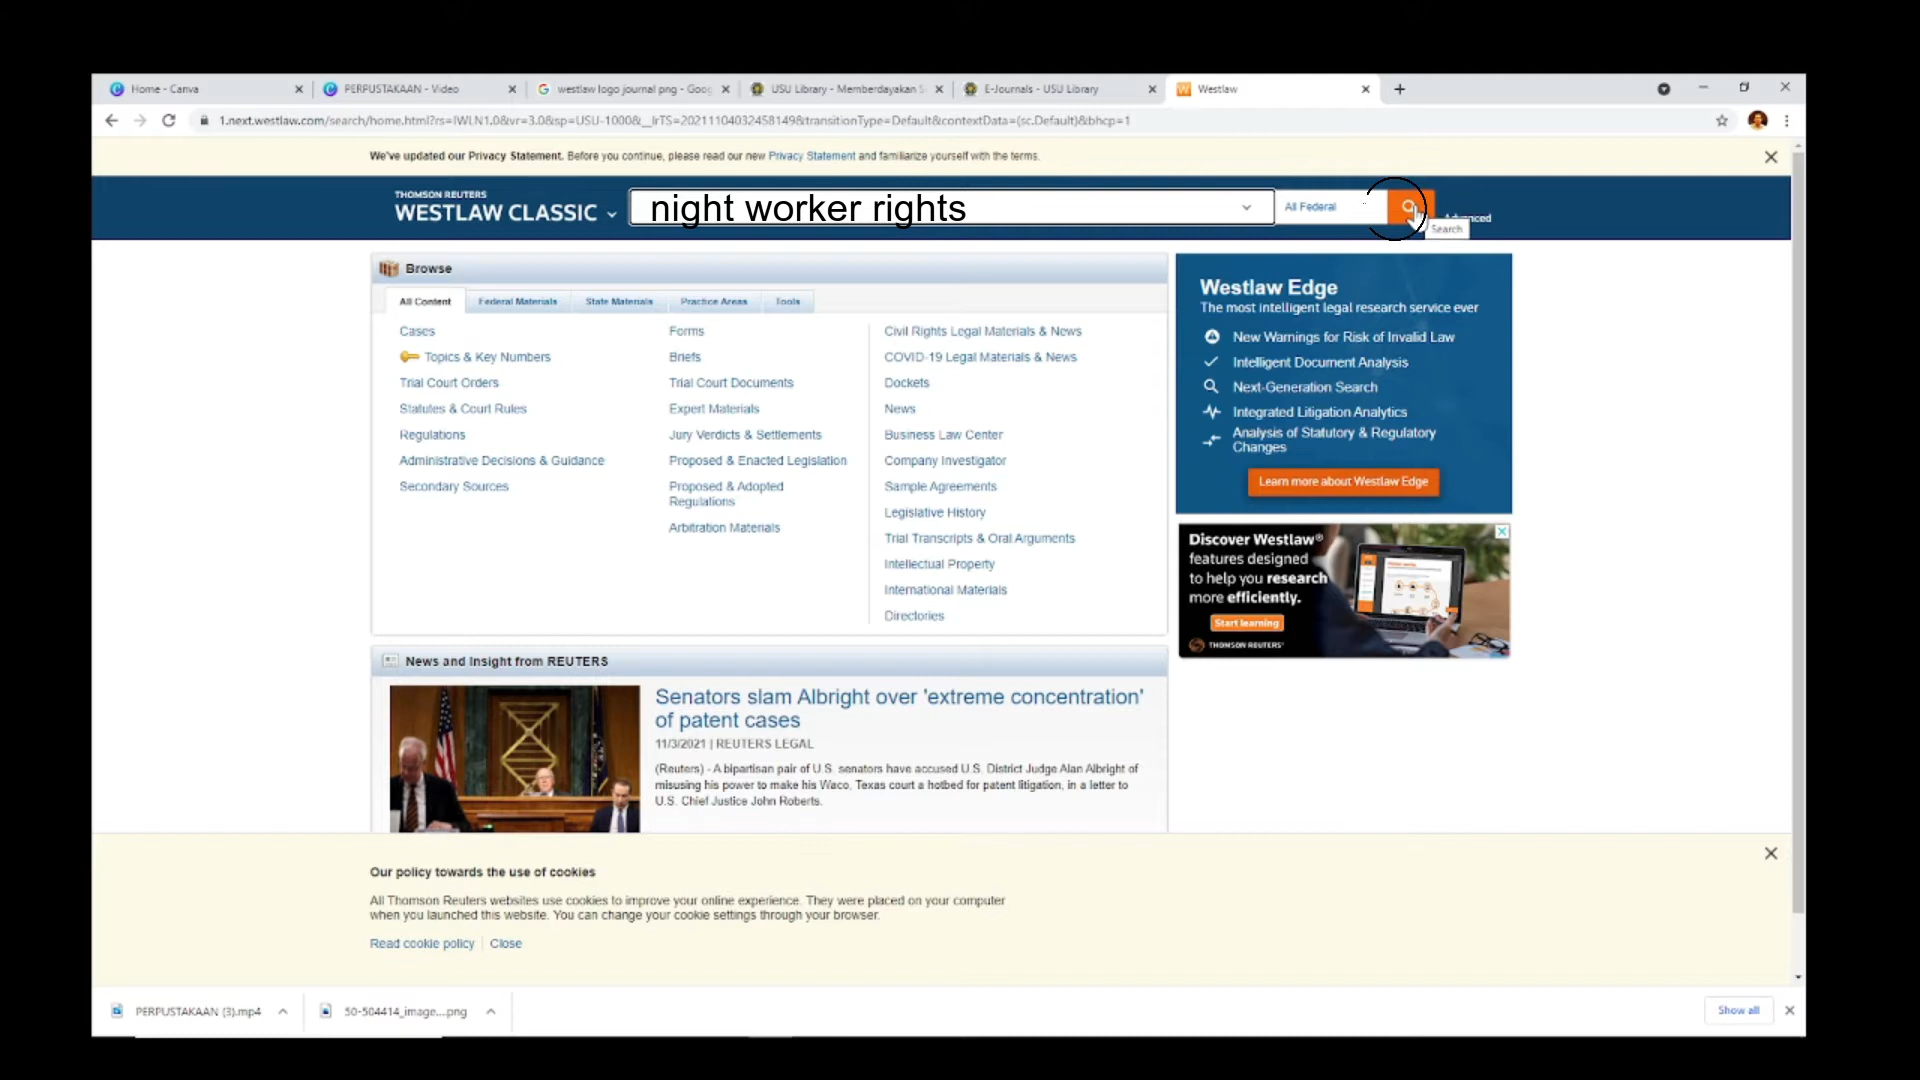 Home - Canva
PERPUSTAKAAN - Video
westlaw logo journal png - Goog
USU Library - Memberdayakan S
E-Journals - USU Library
Westlaw
1.next.westlaw.com/search/home.html?rs=IWLN1.0&vr=3.0&sp=USU-1000&__lrTS=20211104032458149&transitionType=Default&contextData=(sc.Default)&bhcp=1
We've updated our Privacy Statement. Before you continue, please read our new Privacy Statement and familiarize yourself with the terms.
THOMSON REUTERS
WESTLAW CLASSIC
night worker rights
All Federal
Advanced
Search
Browse
All Content
Federal Materials
State Materials
Practice Areas
Tools
Cases
Topics & Key Numbers
Trial Court Orders
Statutes & Court Rules
Regulations
Administrative Decisions & Guidance
Secondary Sources
Forms
Briefs
Trial Court Documents
Expert Materials
Jury Verdicts & Settlements
Proposed & Enacted Legislation
Proposed & Adopted
Regulations
Arbitration Materials
Civil Rights Legal Materials & News
COVID-19 Legal Materials & News
Dockets
News
Business Law Center
Company Investigator
Sample Agreements
Legislative History
Trial Transcripts & Oral Arguments
Intellectual Property
International Materials
Directories
Westlaw Edge
The most intelligent legal research service ever
New Warnings for Risk of Invalid Law
Intelligent Document Analysis
Next-Generation Search
Integrated Litigation Analytics
Analysis of Statutory & Regulatory
Changes
Learn more about Westlaw Edge
Discover Westlaw®
features designed
to help you research
more efficiently.
Start learning
THOMSON REUTERS®
News and Insight from REUTERS
Senators slam Albright over 'extreme concentration'
of patent cases
11/3/2021 | REUTERS LEGAL
(Reuters) - A bipartisan pair of U.S. senators have accused U.S. District Judge Alan Albright of
misusing his power to make his Waco, Texas court a hotbed for patent litigation, in a letter to
U.S. Chief Justice John Roberts.
Our policy towards the use of cookies
All Thomson Reuters websites use cookies to improve your online experience. They were placed on your computer
when you launched this website. You can change your cookie settings through your browser.
Read cookie policy
Close
PERPUSTAKAAN (3).mp4
50-504414_image....png
Show all